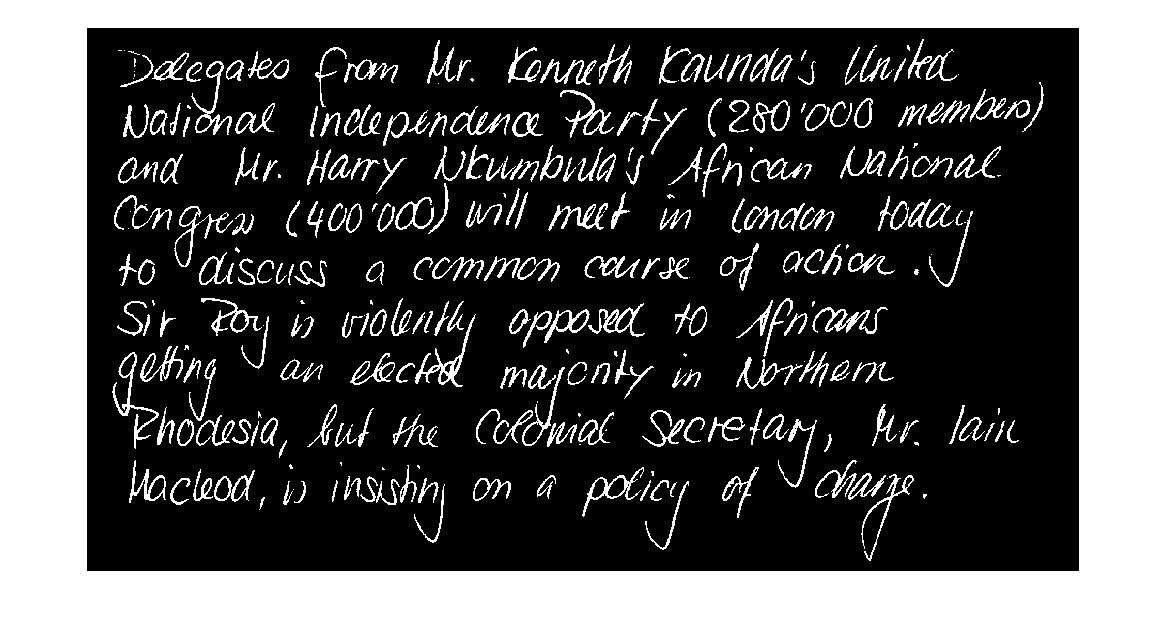 Delegates from Mr. Kenneth Kaunda's United
National Independence Party (280'000 members)
and Mr. Harry Nkumbula's African National
Congress (400'000) will meet in London today
to discuss a common course of action.
Sir Roy is violently opposed to Africans
getting an elected majority in Northern
Rhodesia, but the Colonial Secretary, Mr. Iain
Macleod, is insisting on a policy of change.